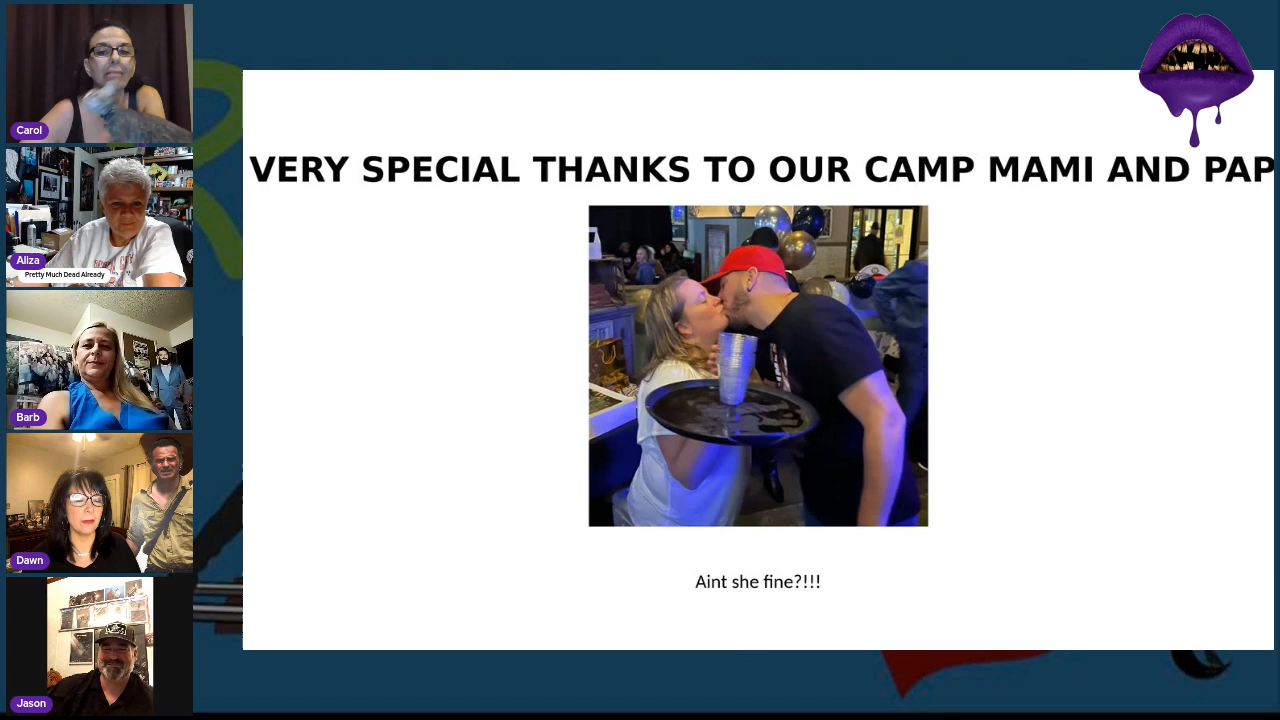 Carol
Aliza
Pretty Much Dead Already
Barb
Dawn
Jason
VERY SPECIAL THANKS TO OUR CAMP MAMI AND PAP
Aint she fine?!!!